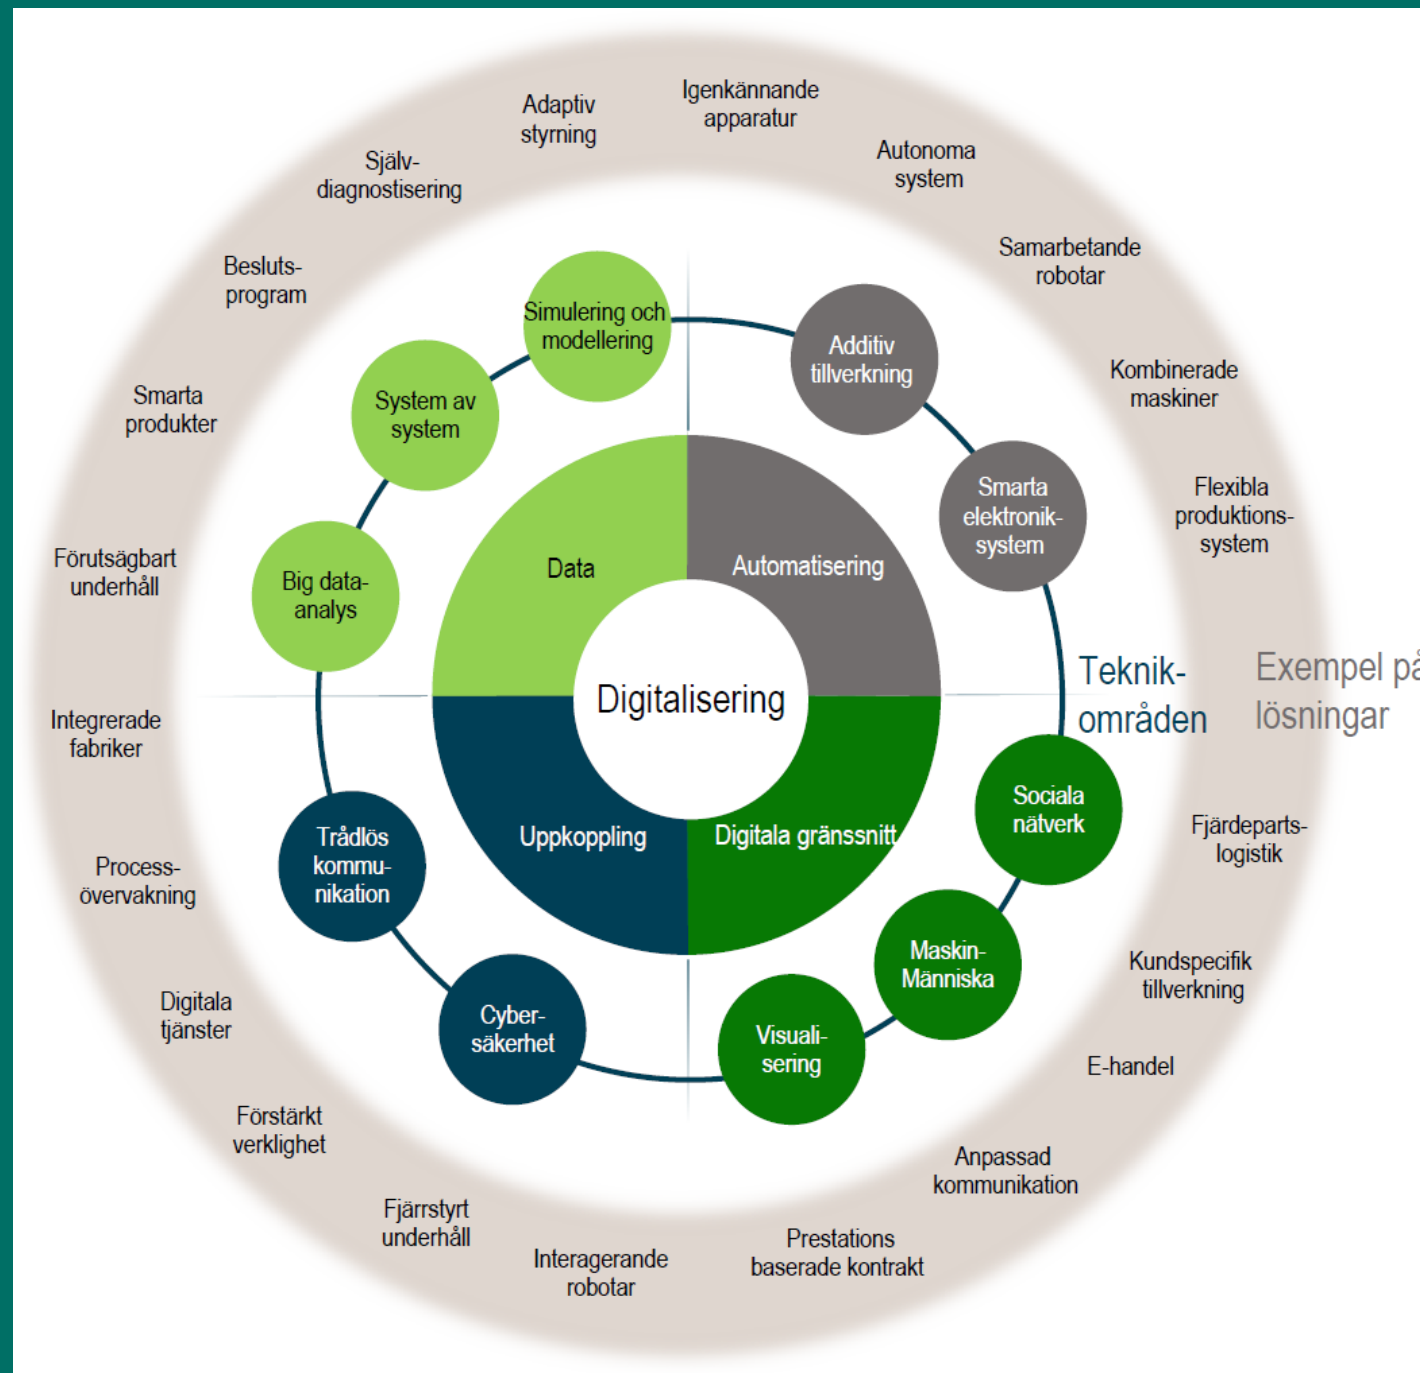 Igenkännande
apparatur
Adaptiv
styrning
Autonoma
system
Själv-
diagnostisering
Samarbetande
robotar
Besluts-
program
Simulering och
modellering
Additiv
tillverkning
Kombinerade
maskiner
Smarta
produkter
System av
system
Smarta
elektronik-
system
Flexibla
produktions-
system
Förutsägbart
underhåll
Big data-
analys
Data
Automatisering
Digitalisering
Teknik-
områden
Exempel på
lösningar
Integrerade
fabriker
Uppkoppling
Digitala gränssnitt
Sociala
nätverk
Fjärdeparts-
logistik
Trådlös
kommu-
nikation
Process-
övervakning
Maskin-
Människa
Kundspecifik
tillverkning
Digitala
tjänster
Cyber-
säkerhet
Visuali-
sering
E-handel
Förstärkt
verklighet
Anpassad
kommunikation
Fjärrstyrt
underhåll
Interagerande
robotar
Prestations
baserade kontrakt